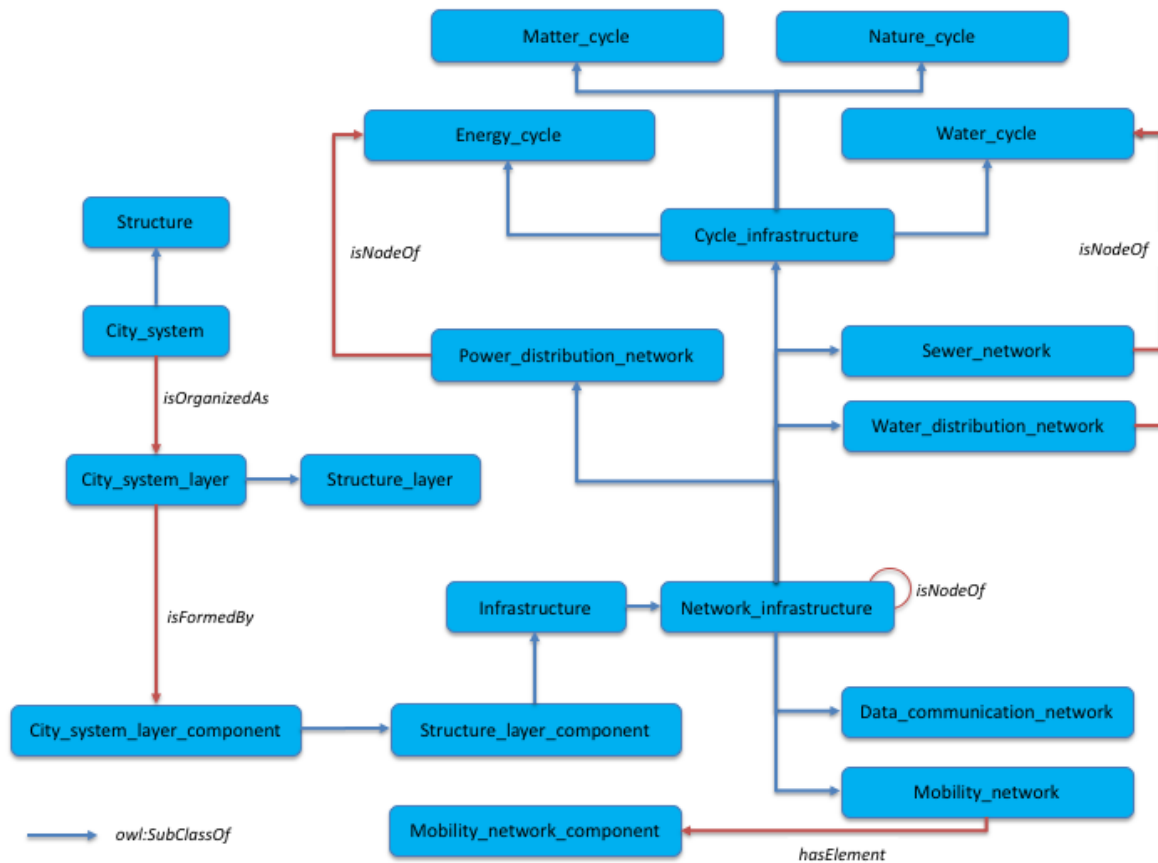 Matter_cycle
Nature_cycle
Energy_cycle
Water_cycle
Structure
Cycle_infrastructure
isNodeOf
isNodeOf
City_system
Power_distribution_network
Sewer_network
isOrganizedAs
Water_distribution_network
City_system_layer
Structure_layer
isNodeOf
Infrastructure
Network_infrastructure
isFormedBy
City_system_layer_component
Structure_layer_component
Data_communication_network
Mobility_network
owl:SubClassOf
Mobility_network_component
hasElement